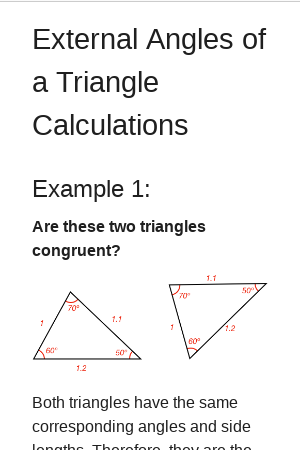 External Angles of
a Triangle
Calculations
Example 1:
Are these two triangles
congruent?
1.1
70°
50°
70°
1
1.1
1
1.2
60°
60°
60°
1.2
Both triangles have the same
corresponding angles and side
lengths. Therefore, they are the